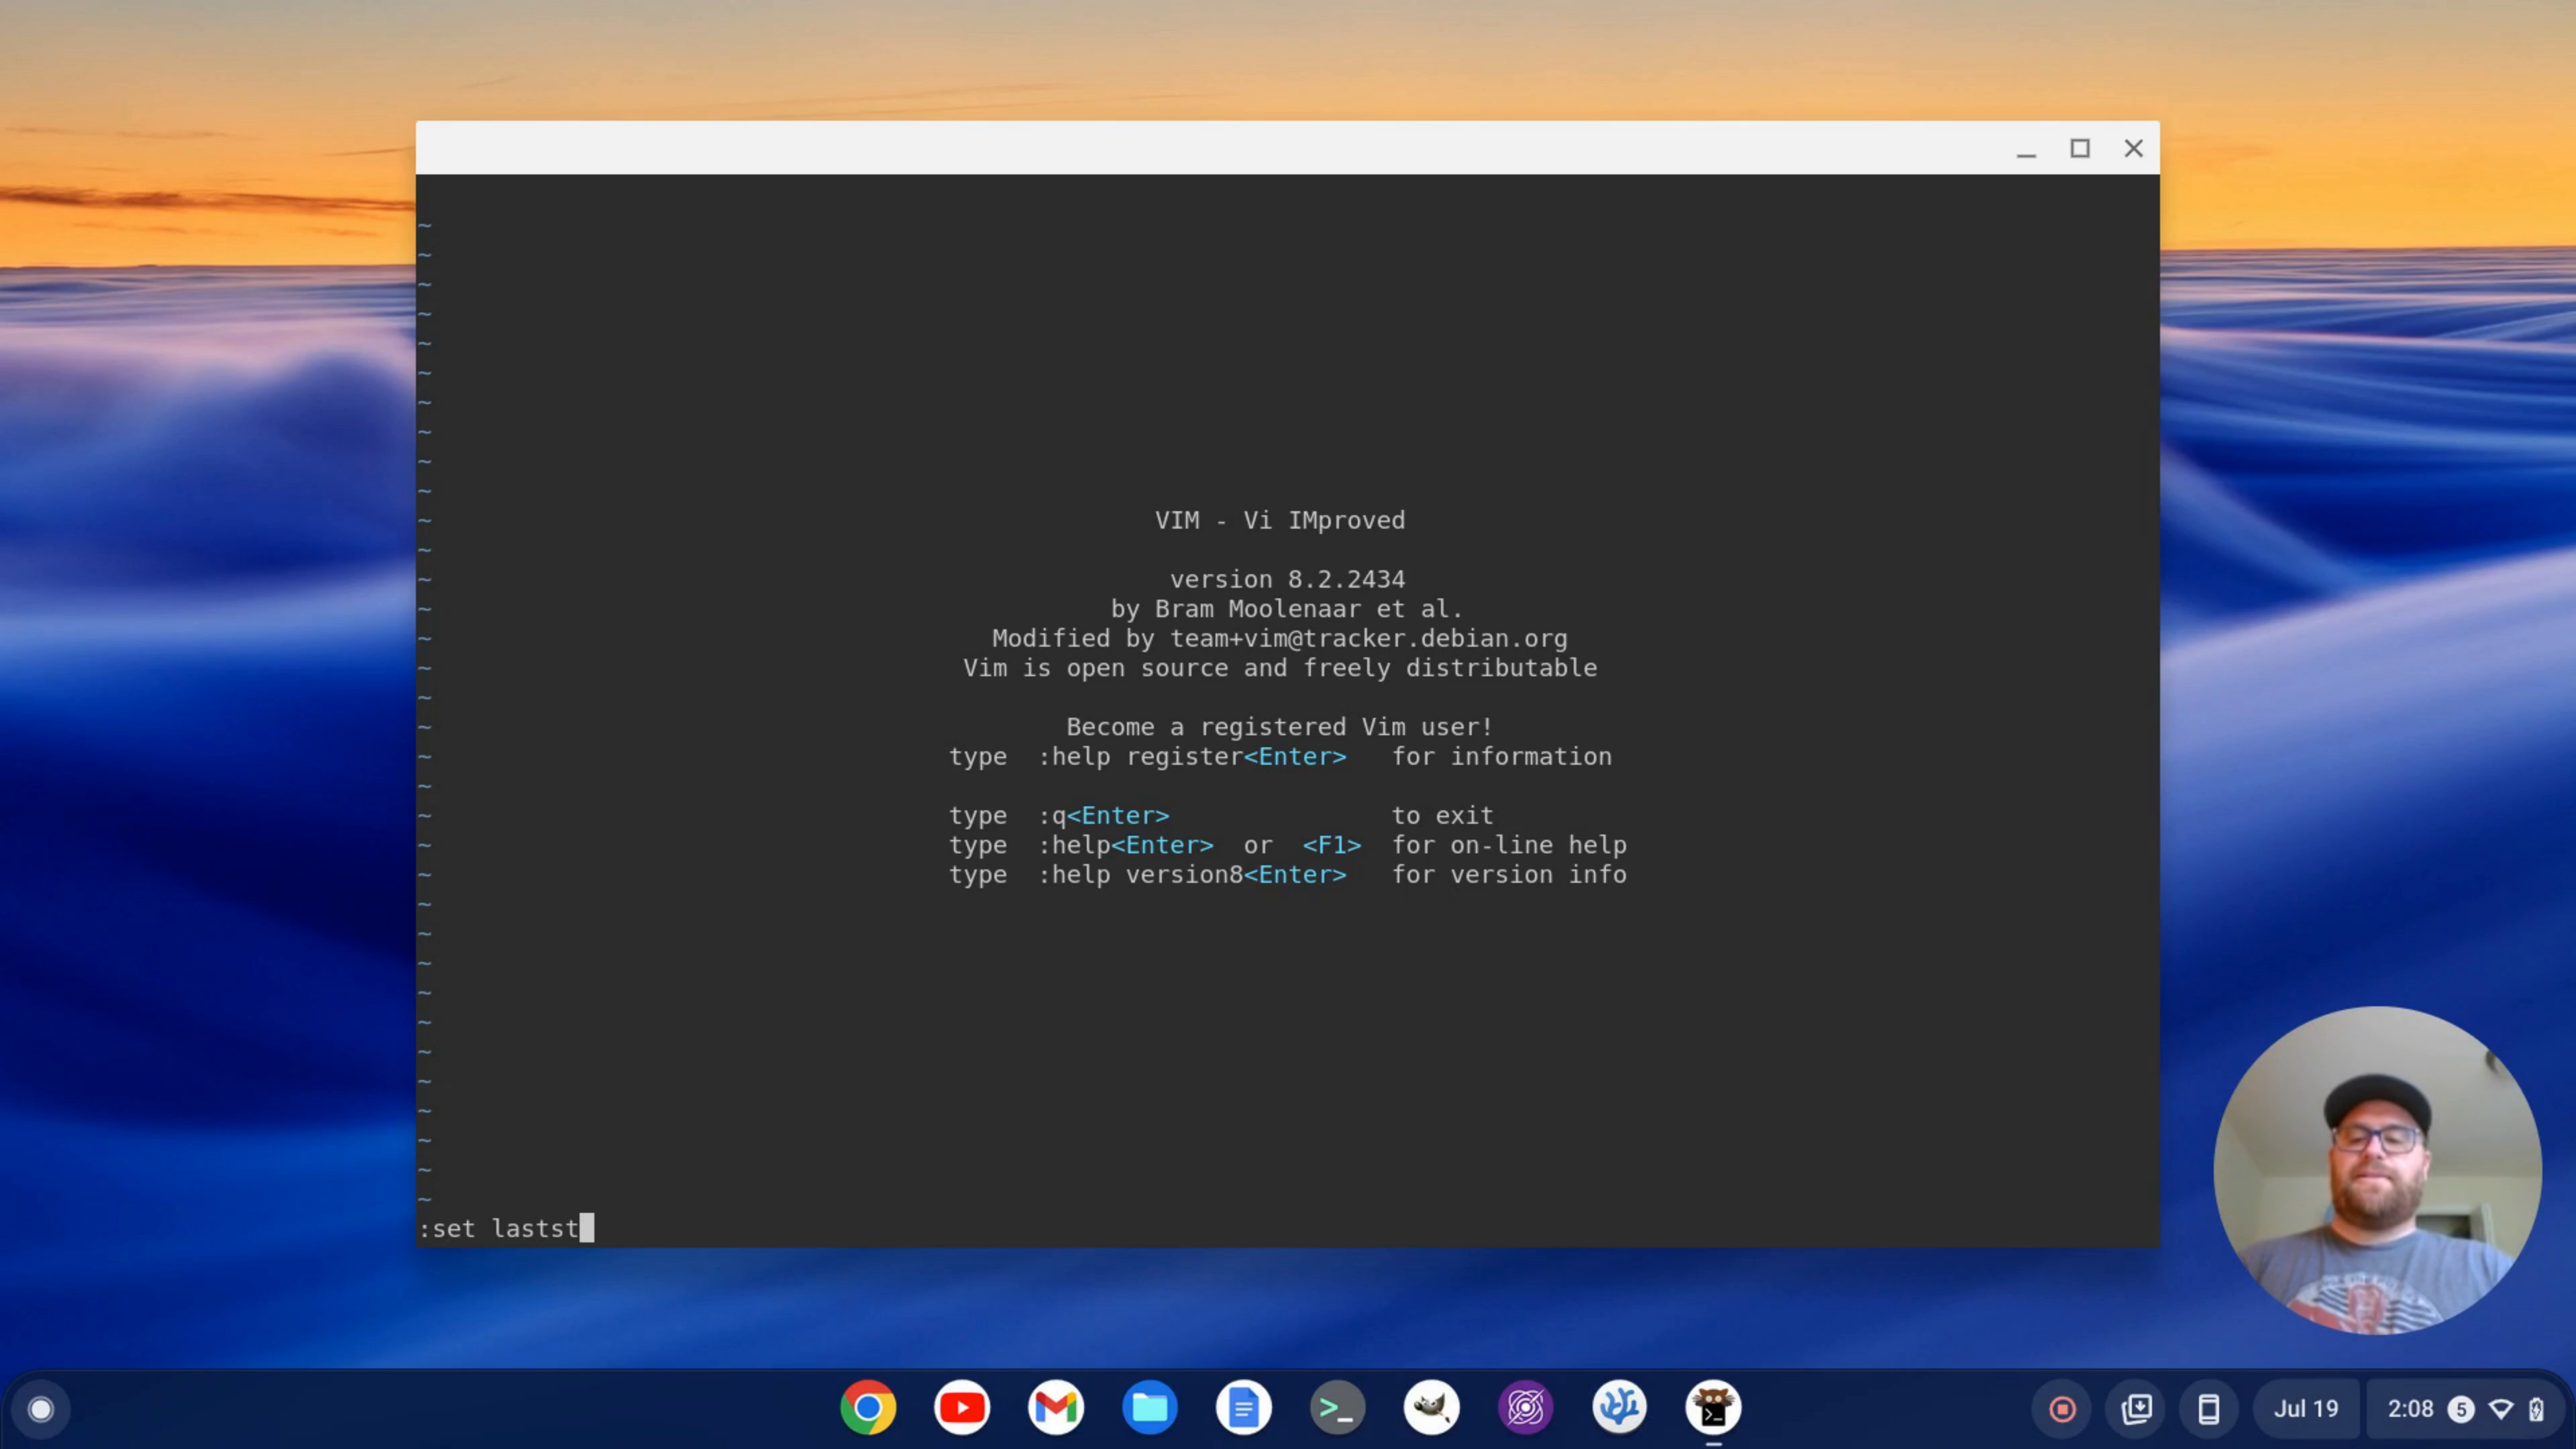 ~
~
~
~
~
~
~
~
~
~
~ VIM - Vi IMproved
~
~ version 8.2.2434
~ by Bram Moolenaar et al.
~ Modified by team+vim@tracker.debian.org
~ Vim is open source and freely distributable
~
~ Become a registered Vim user!
~ type :help register<Enter> for information
~
~ type :q<Enter> to exit
~ type :help<Enter> or <F1> for on-line help
~ type :help version8<Enter> for version info
~
~
~
~
~
~
~
~
~
~
~
:set lastst
>_
Jul 19
2:08 5